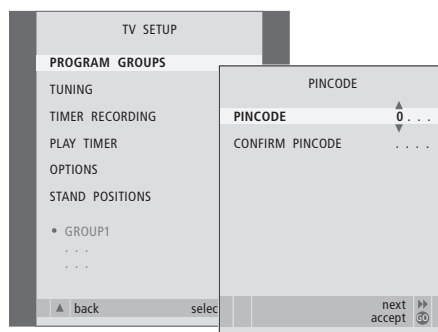 TV SETUP
PROGRAM GROUPS
TUNING
TIMER RECORDING
PLAY TIMER
OPTIONS
STAND POSITIONS
• GROUP1
. . .
. . .
back selec
PINCODE
PINCODE 0 . . .
CONFIRM PINCODE . . . .
next
accept GO